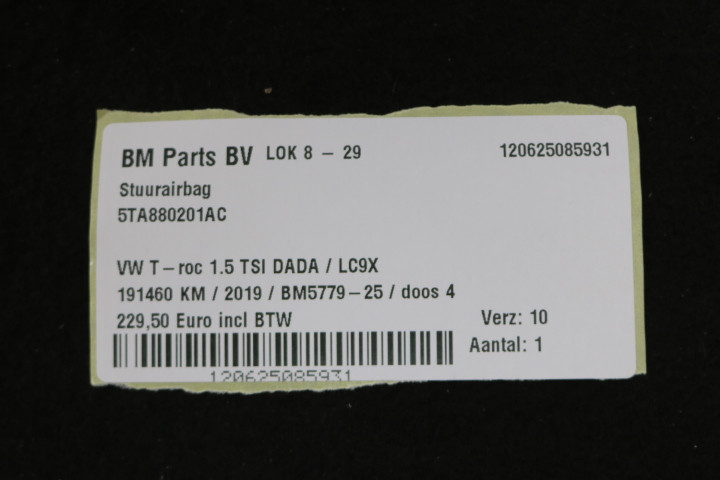 BM Parts BV LOK 8 - 29 120625085931
Stuurairbag
5TA880201AC
VW T-roc 1.5 TSI DADA / LC9X
191460 KM / 2019 / BM5779-25 / doos 4
229,50 Euro incl BTW Verz: 10
Aantal: 1
120625085931